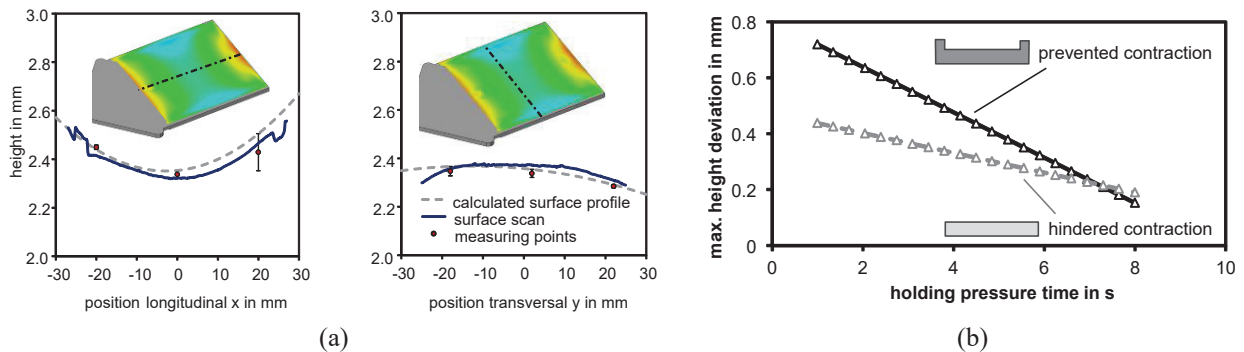 3.0
2.8
2.6
2.4
2.2
2.0
height in mm
-30 -20 -10 0 10 20 30
position longitudinal x in mm
3.0
2.8
2.6
2.4
2.2
2.0
calculated surface profile
surface scan
measuring points
-30 -20 -10 0 10 20 30
position transversal y in mm
(a)
0.8
0.6
0.4
0.2
0
max. height deviation in mm
prevented contraction
hindered contraction
0 2 4 6 8 10
holding pressure time in s
(b)